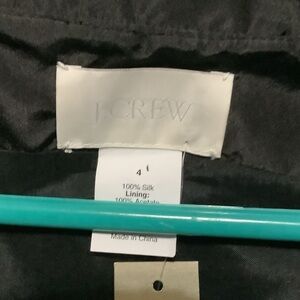 J.CREW
4
100% Silk
Lining:
100% Acetate
Made in China